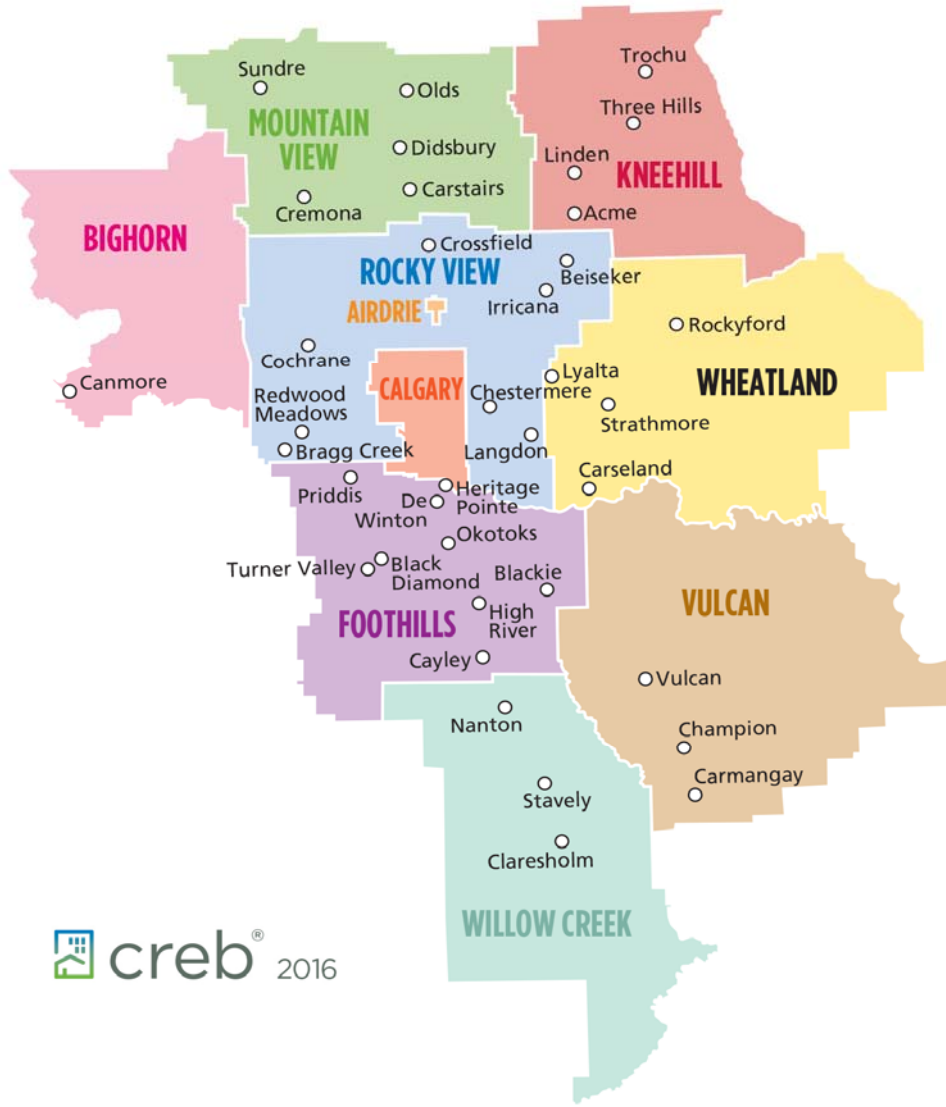 Trochu
Sundre
Olds
Three Hills
MOUNTAIN
VIEW
Didsbury
Linden
KNEEHILL
Carstairs
Cremona
Acme
BIGHORN
Crossfield
ROCKY VIEW
Beiseker
Irricana
AIRDRIE
Rockyford
Cochrane
Lyalta
Canmore
CALGARY
WHEATLAND
Chestermere
Redwood
Meadows
Strathmore
Bragg Creek
Langdon
Carseland
Priddis
Heritage
Pointe
De
Winton
Okotoks
Turner Valley
Black
Diamond
Blackie
VULCAN
FOOTHILLS
High
River
Cayley
Vulcan
Nanton
Champion
Carmangay
Stavely
Claresholm
WILLOW CREEK
creb® 2016